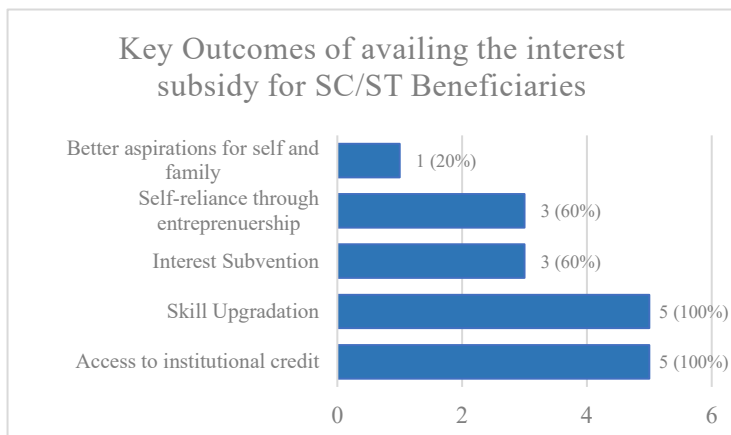 Key Outcomes of availing the interest
subsidy for SC/ST Beneficiaries
Better aspirations for self and
family
1 (20%)
Self-reliance through
entreprenuership
3 (60%)
Interest Subvention
3 (60%)
Skill Upgradation
5 (100%)
Access to institutional credit
5 (100%)
0 2 4 6